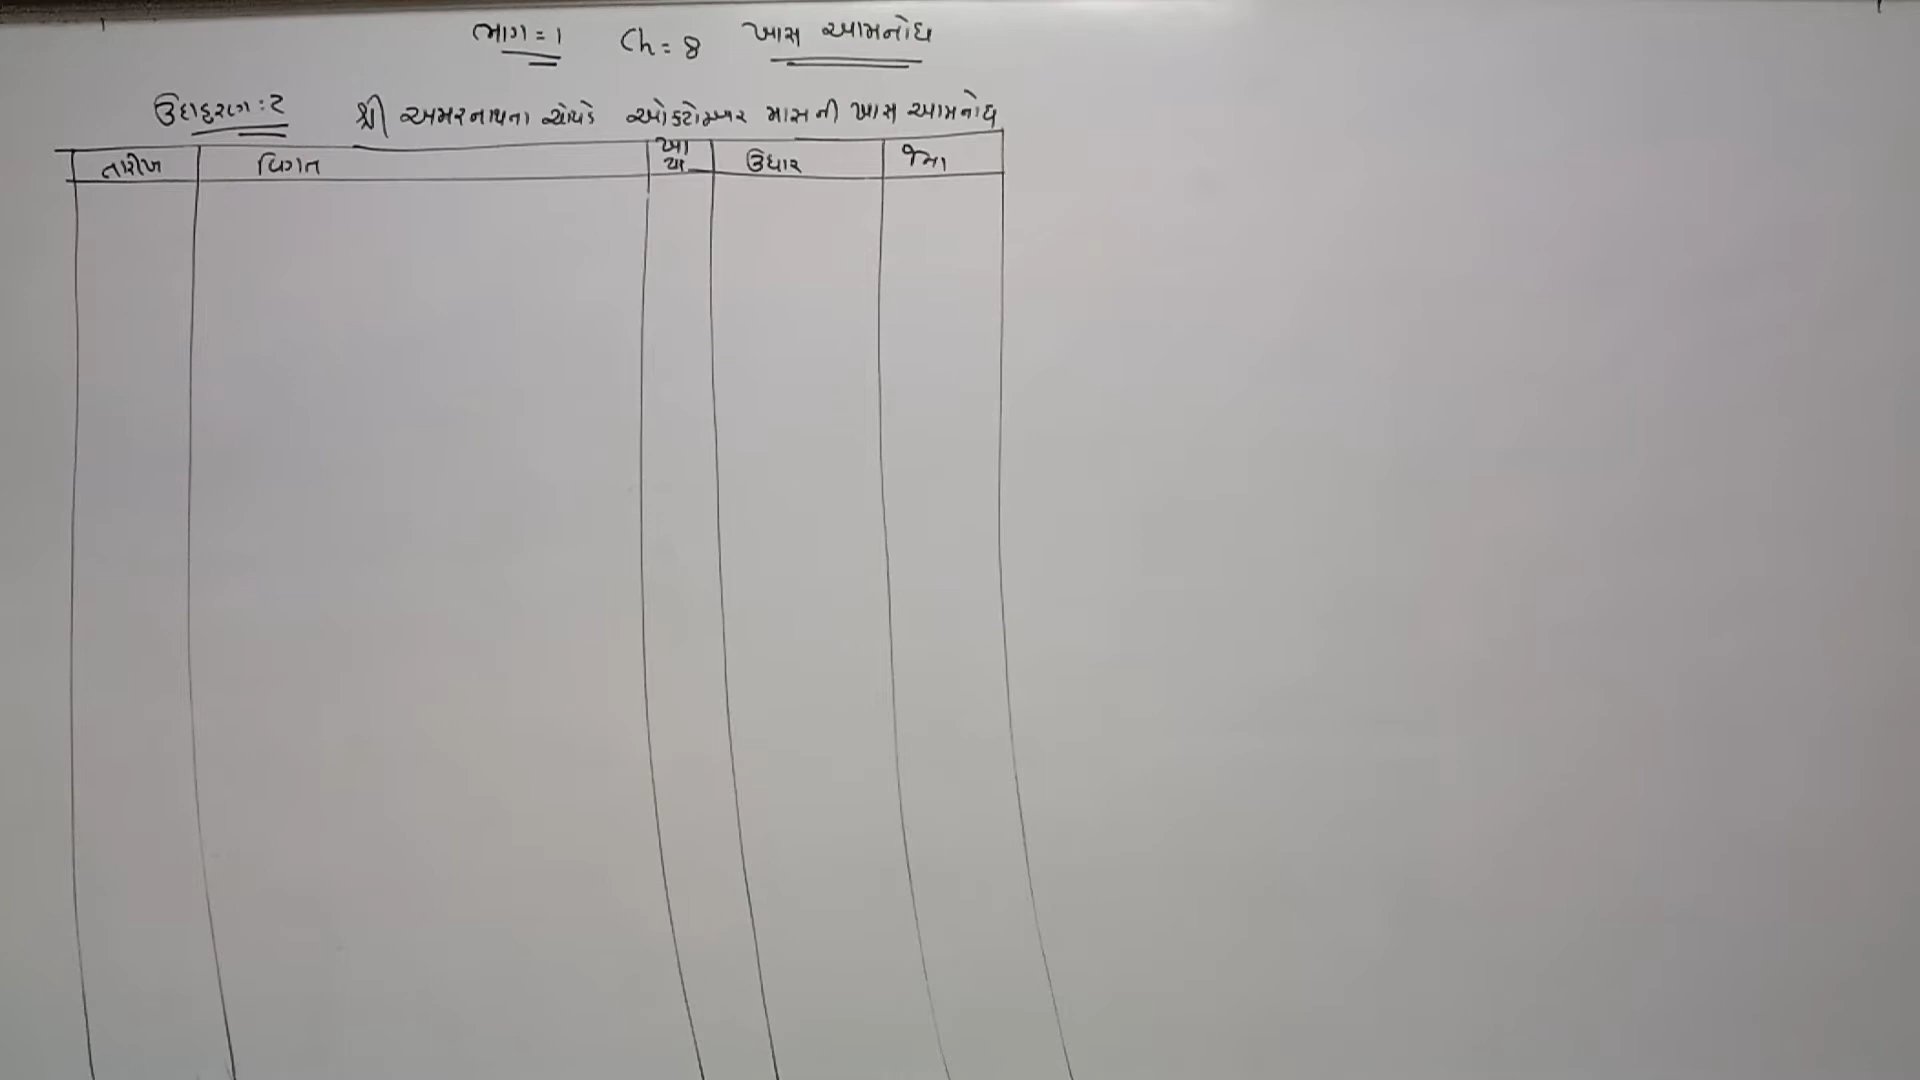 ભાગ = 1 Ch = 8 ખાસ આમનોંધ
ઉદાહરણ : 2 શ્રી અમરનાથના ચોપડે ઓક્ટોમ્બર માસની ખાસ આમનોંધ
તારીખ વિગત ખા પા ઉધાર જમા